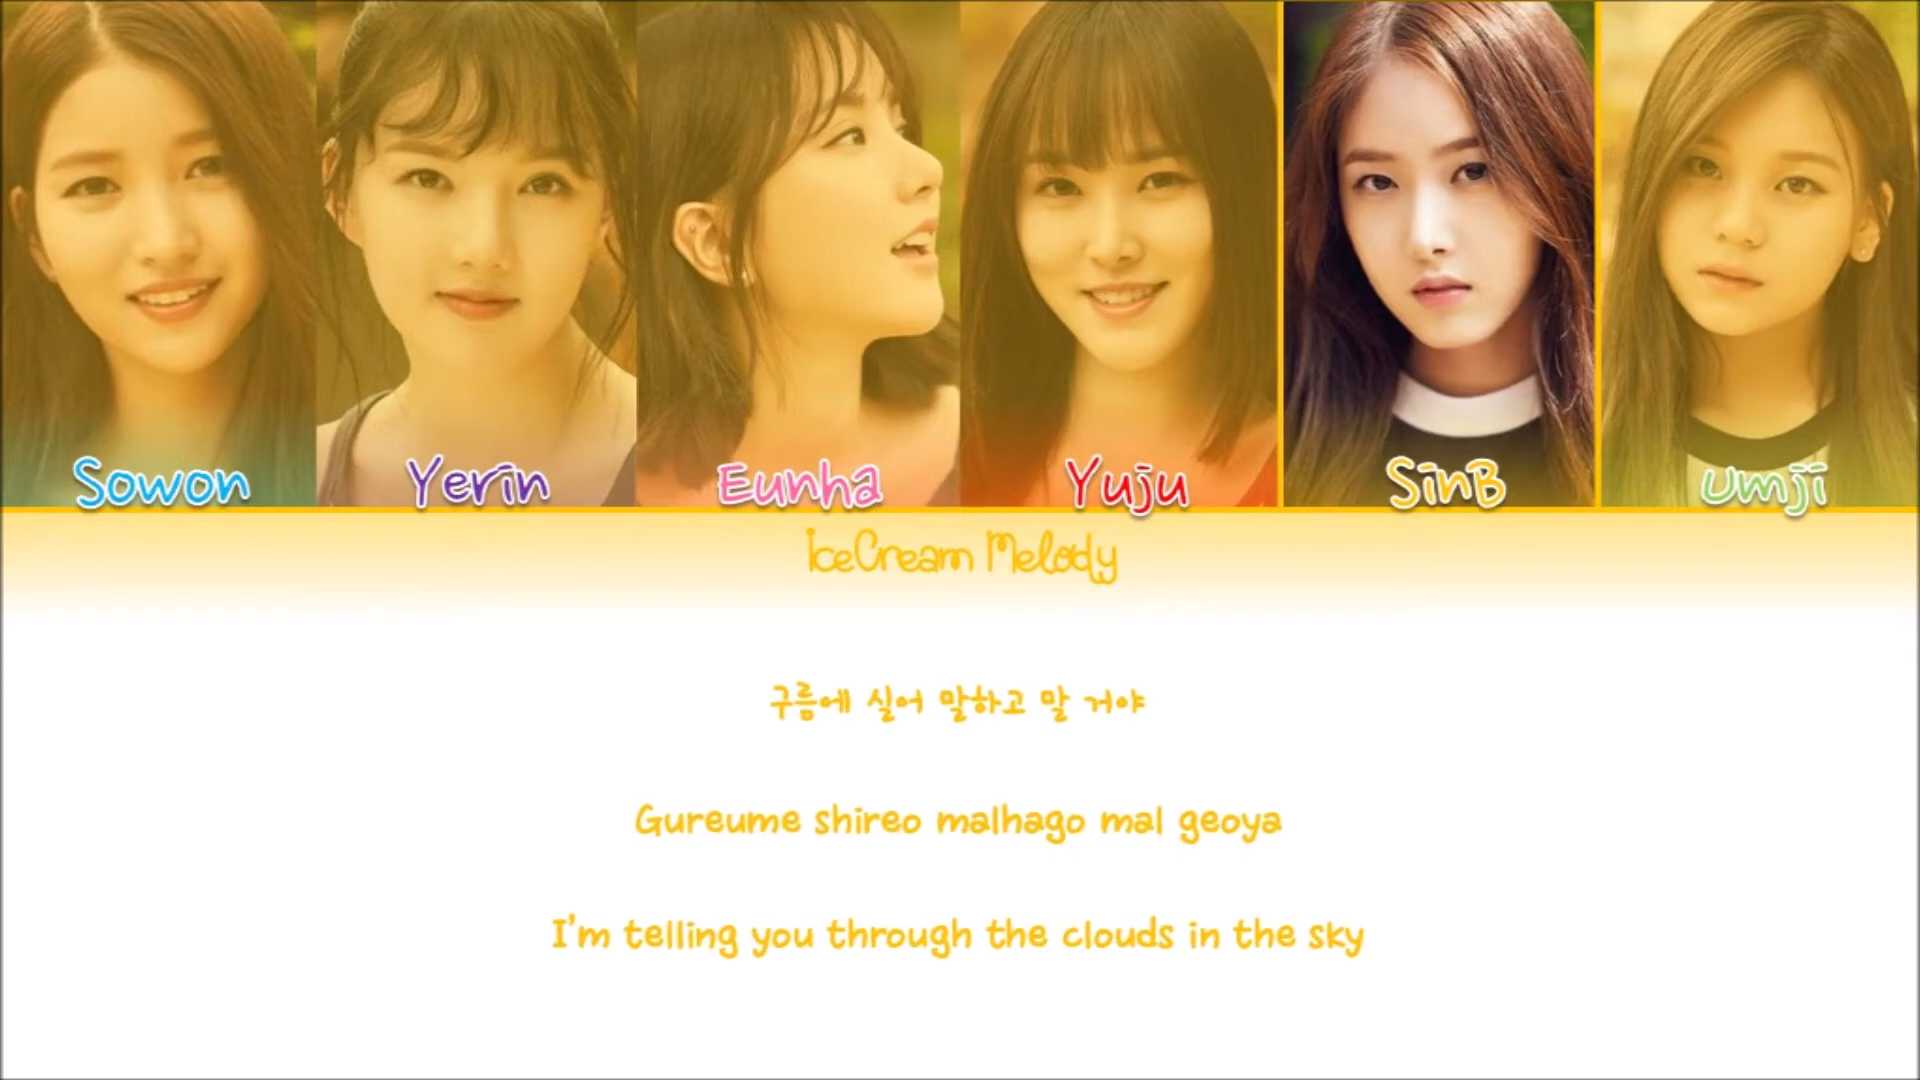 Sowon Yerin Eunha Yuju SinB Umji
IceCream Melody
구름에 실어 말하고 말 거야
Gureume shireo malhago mal geoya
I'm telling you through the clouds in the sky